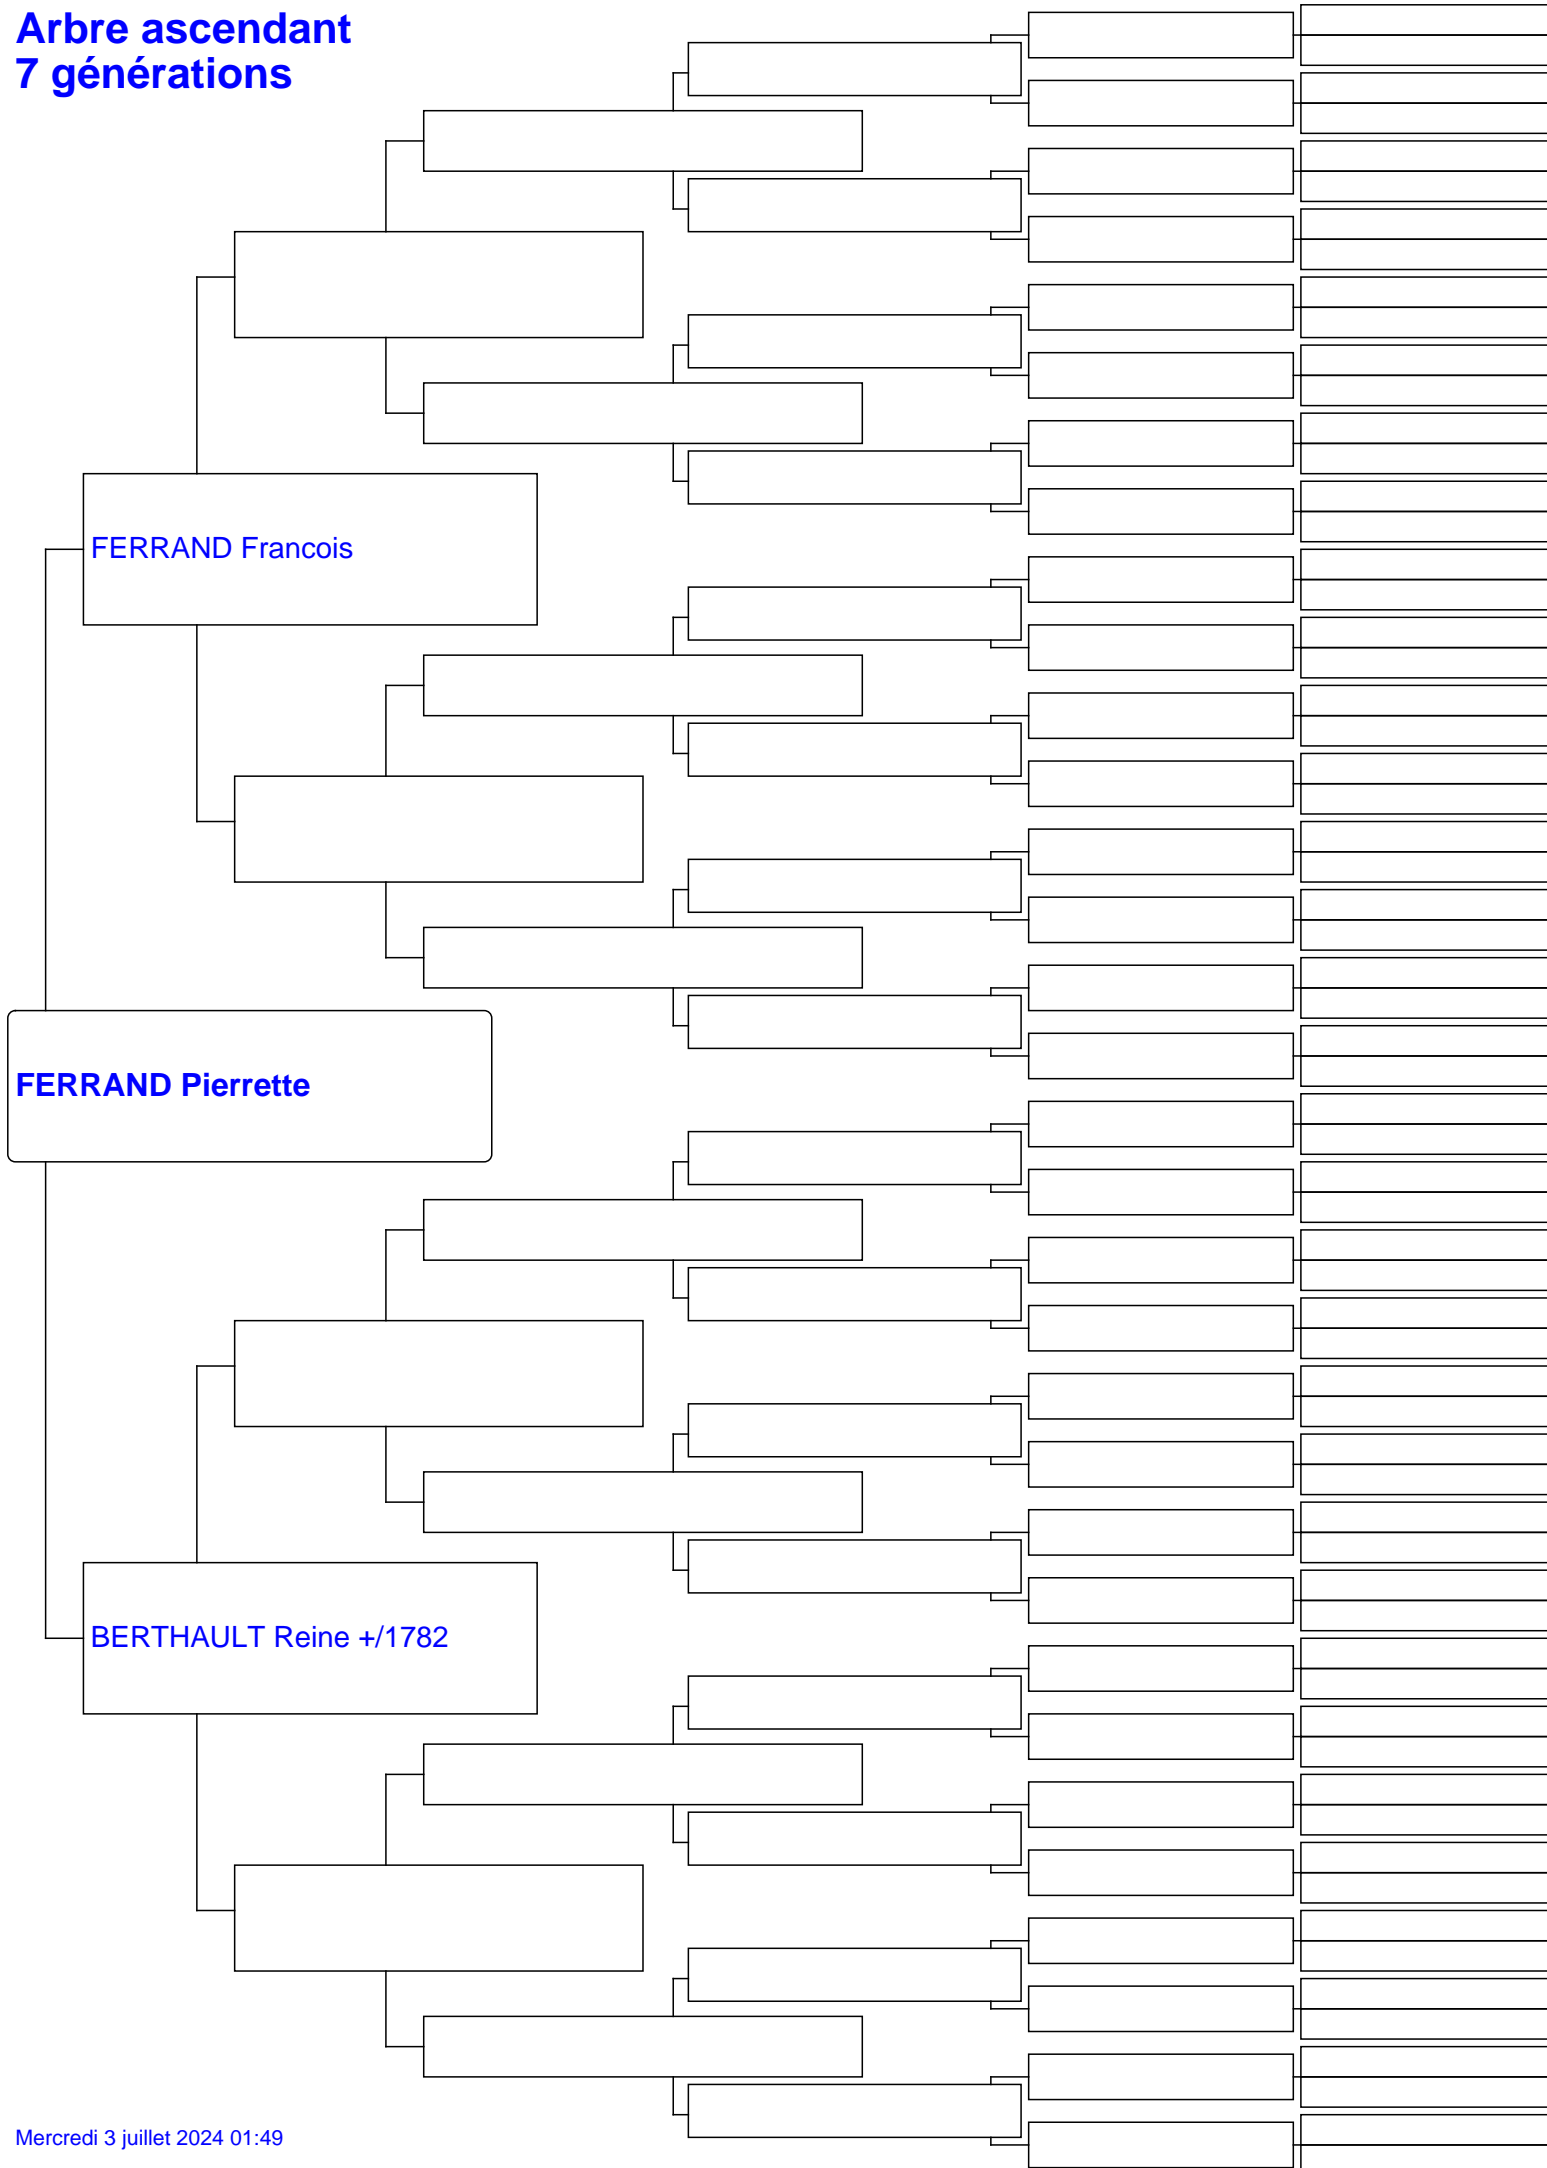 Arbre ascendant
7 générations
FERRAND Francois
FERRAND Pierrette
BERTHAULT Reine +/1782
Mercredi 3 juillet 2024 01:49